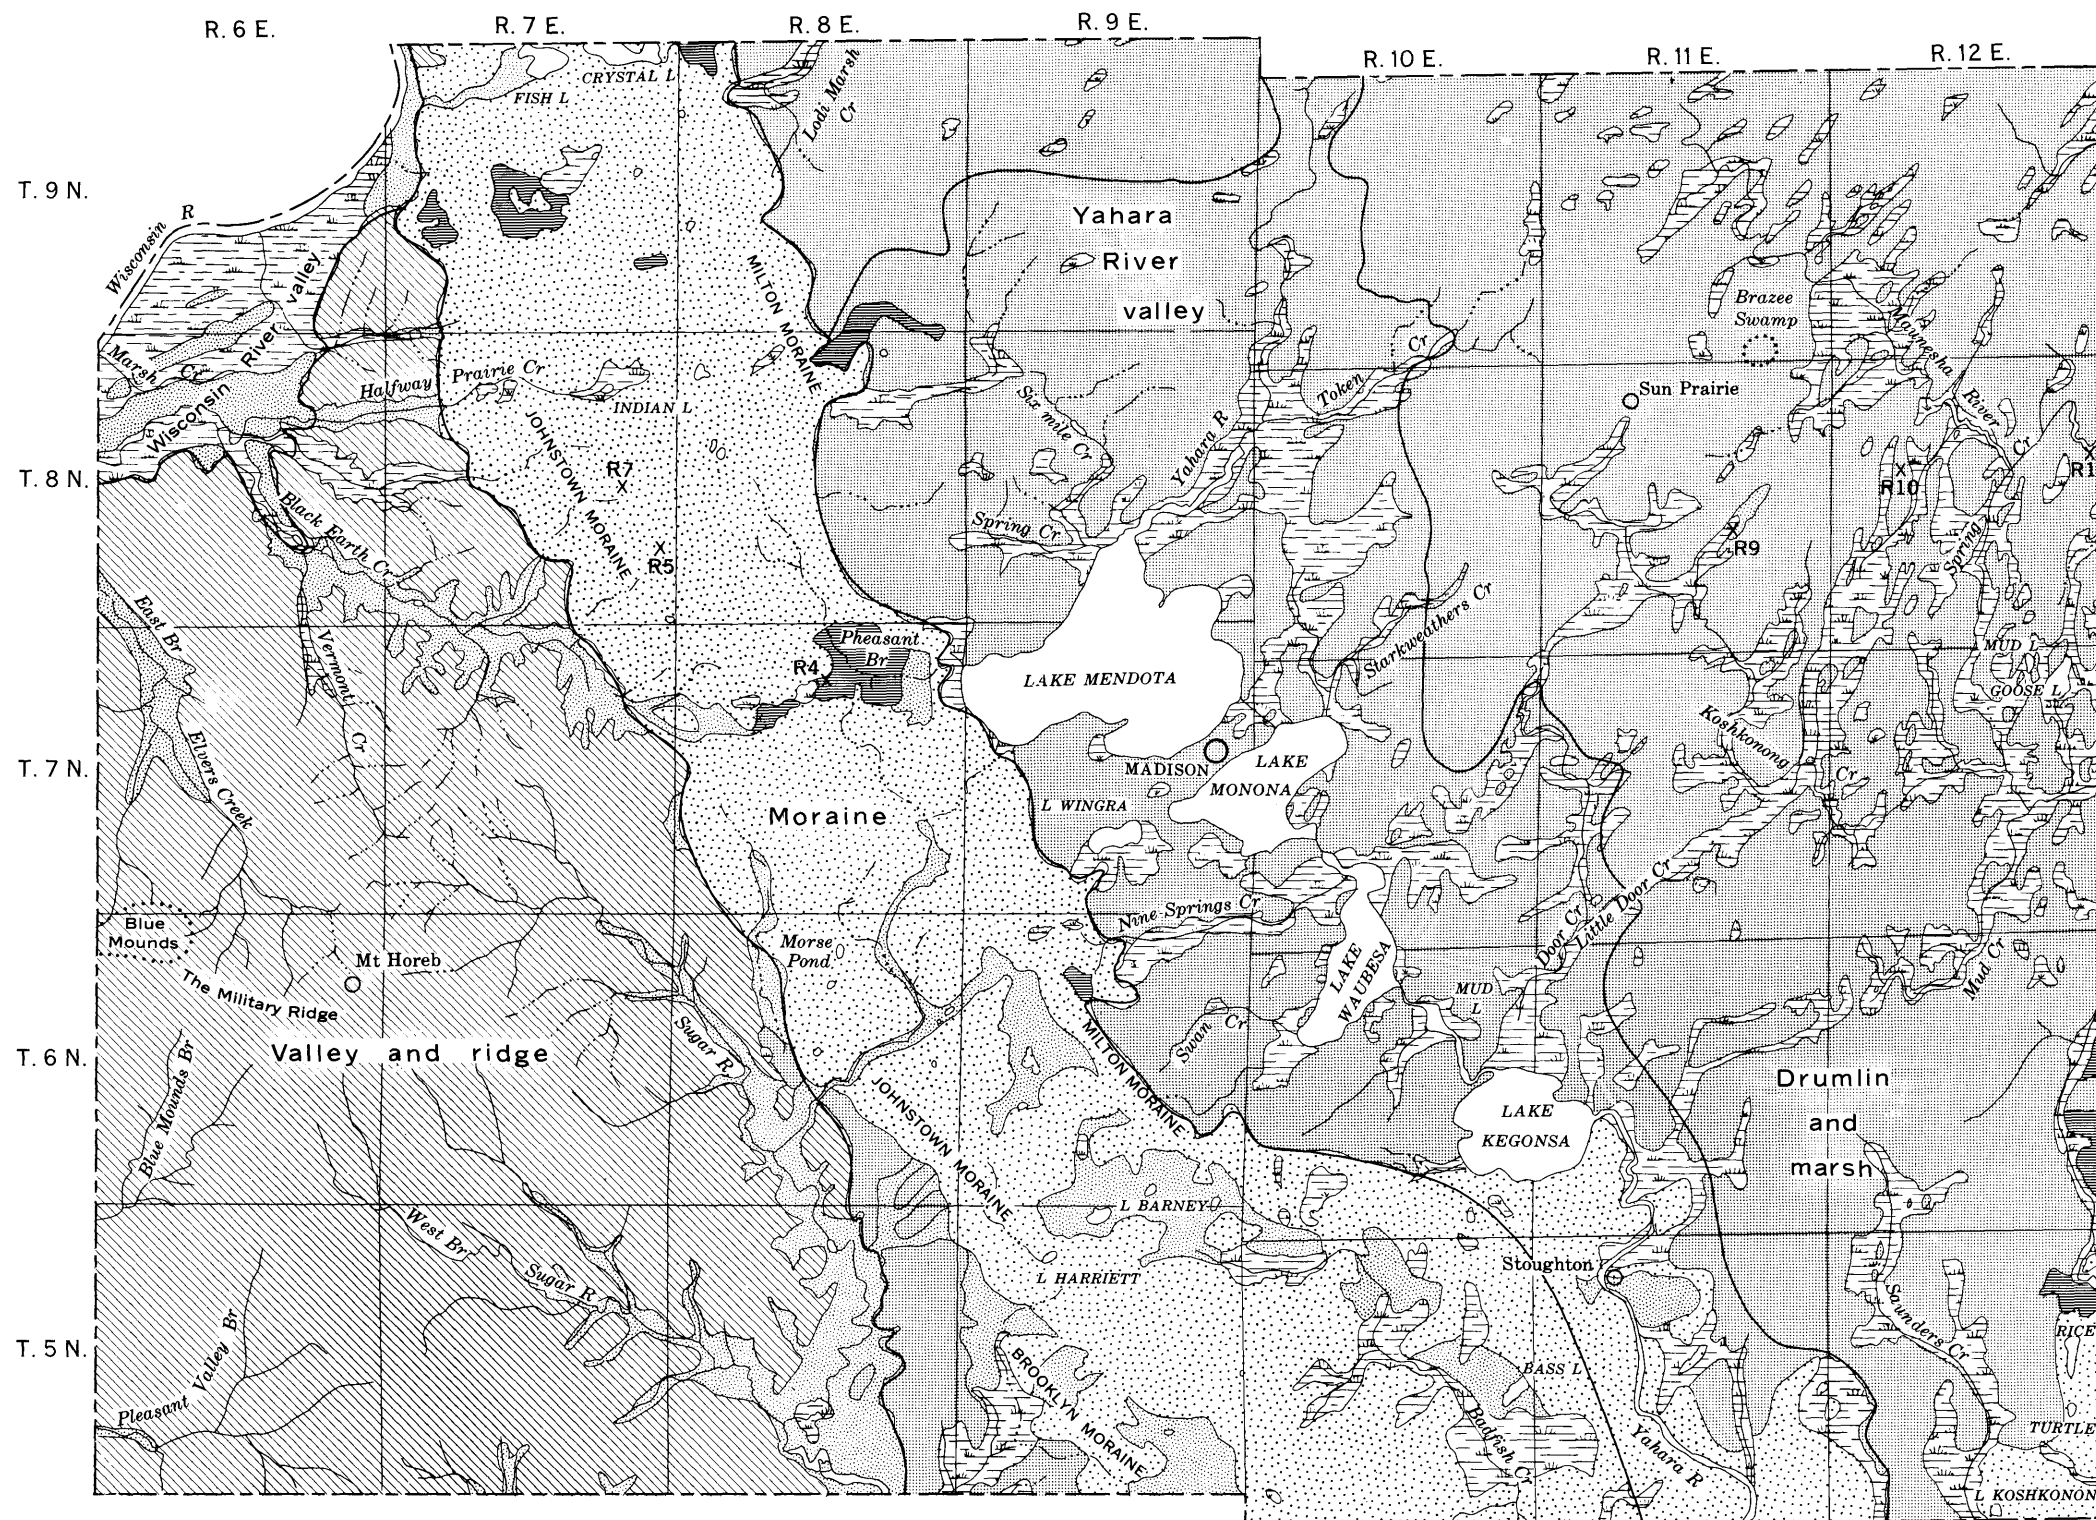 R. 6 E.
R. 7 E.
R. 8 E.
R. 9 E.
R. 10 E.
R. 11 E.
R. 12 E.
T. 9 N.
T. 8 N.
T. 7 N.
T. 6 N.
T. 5 N.
CRYSTAL L
FISH L
Lodi Marsh
Cr
Wisconsin
R
Wisconsin River valley
Marsh Cr
Halfway Prairie Cr
INDIAN L
MILTON MORAINE
JOHNSTOWN MORAINE
Yahara
River
valley
Brazee
Swamp
Maunesha
River
Sun Prairie
Token Cr
Six mile Cr
Yahara R
Spring Cr
R7
R5
R10
R1
R9
Spring Cr
Black Earth Cr
East Br
Vermont Cr
Elvers Creek
Pheasant
Br
R4
LAKE MENDOTA
Starkweathers Cr
MUD L
GOOSE L
Koshkonong
Cr
MADISON
LAKE
MONONA
L WINGRA
Moraine
Blue
Mounds
Mt Horeb
The Military Ridge
Morse
Pond
Nine Springs Cr
LAKE
WAUBESA
Door Cr
Little Door Cr
Mud Cr
MUD
L
Swan Cr
Valley and ridge
Sugar R
Blue Mounds Br
MILTON MORAINE
JOHNSTOWN MORAINE
LAKE
KEGONSA
Drumlin
and
marsh
West Br
Sugar R
L BARNEY
L HARRIETT
Stoughton
Saunders Cr
RICE
Pleasant Valley Br
BROOKLYN MORAINE
BASS L
Badfish Cr
Yahara R
TURTLE
L KOSHKONON